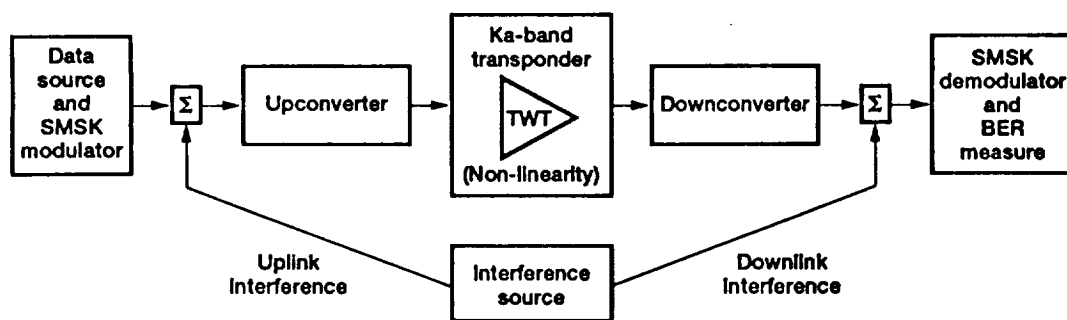 Data
source
and
SMSK
modulator
Σ
Upconverter
Ka-band
transponder
TWT
(Non-linearity)
Downconverter
Σ
SMSK
demodulator
and
BER
measure
Uplink
Interference
Interference
source
Downlink
Interference